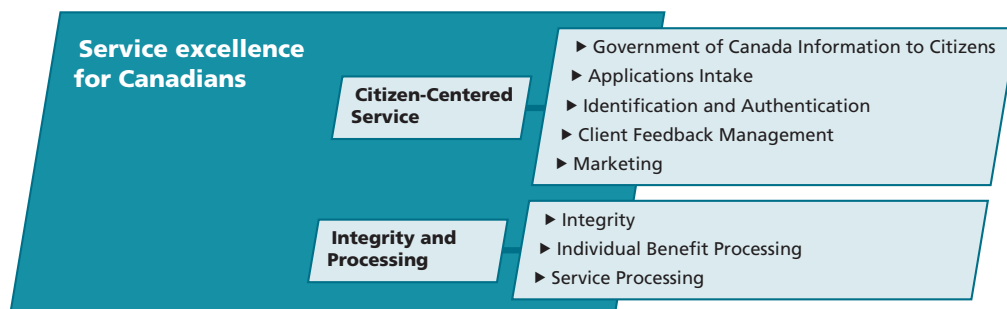 Service excellence
for Canadians
Citizen-Centered
Service
▶ Government of Canada Information to Citizens
▶ Applications Intake
▶ Identification and Authentication
▶ Client Feedback Management
▶ Marketing
Integrity and
Processing
▶ Integrity
▶ Individual Benefit Processing
▶ Service Processing